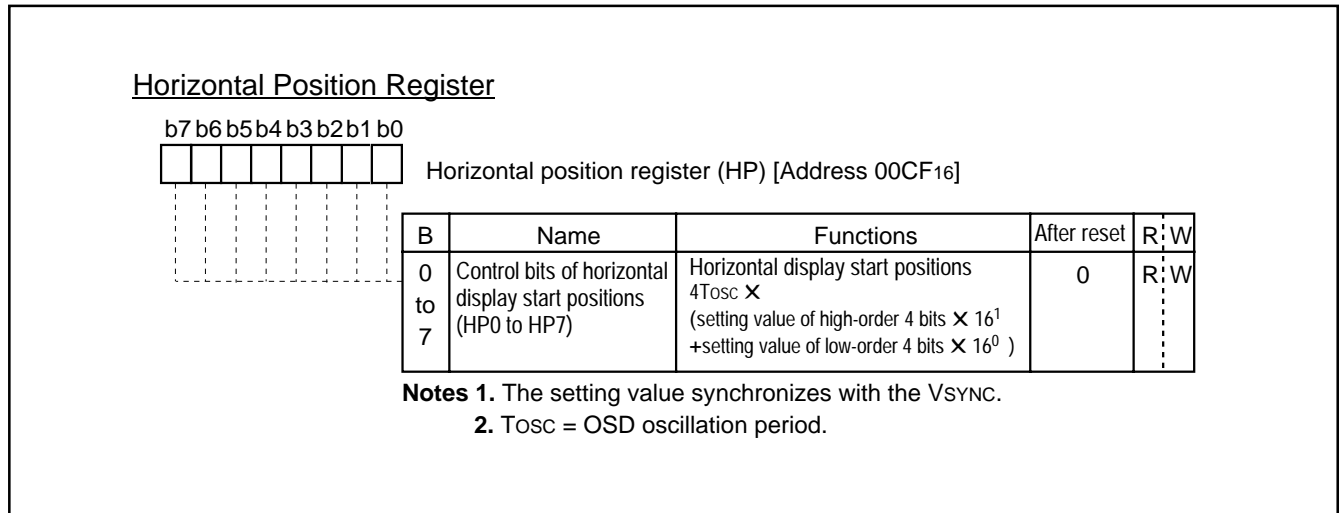 Horizontal Position Register
b7 b6 b5 b4 b3 b2 b1 b0
Horizontal position register (HP) [Address 00CF16]
B Name Functions After reset R W
0 to 7 Control bits of horizontal display start positions (HP0 to HP7) Horizontal display start positions 0 R W
4TOSC ✕
(setting value of high-order 4 bits ✕ 16¹
+setting value of low-order 4 bits ✕ 16⁰ )
Notes 1. The setting value synchronizes with the VSYNC.
2. TOSC = OSD oscillation period.